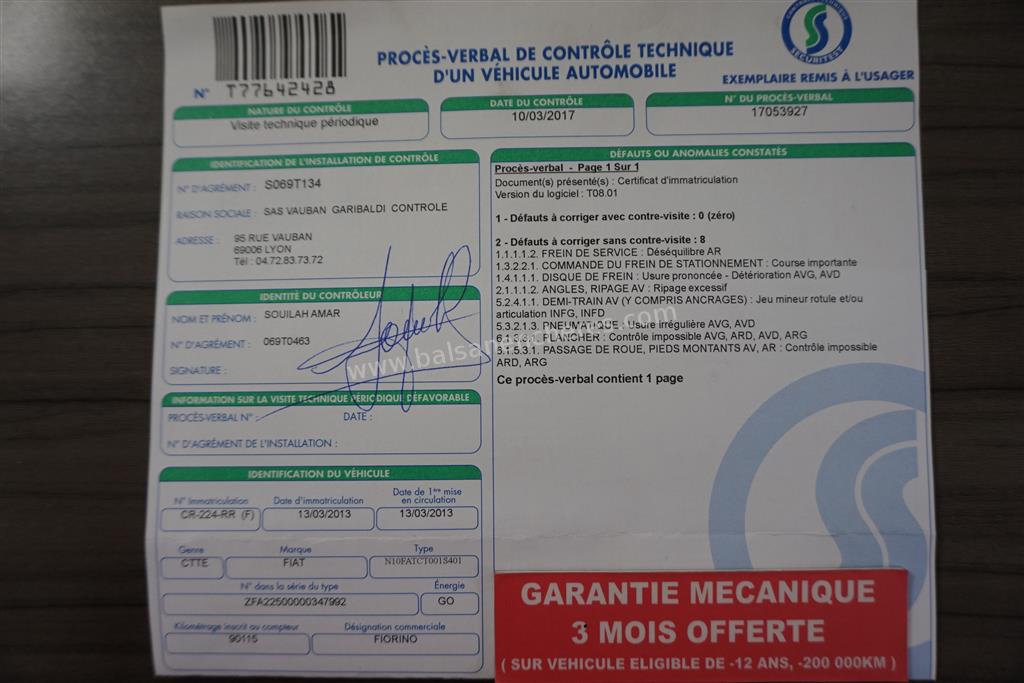 PROCÈS-VERBAL DE CONTRÔLE TECHNIQUE
D'UN VÉHICULE AUTOMOBILE
SECURITEST
EXEMPLAIRE REMIS À L'USAGER
N° T77642428
NATURE DU CONTRÔLE
Visite technique périodique
DATE DU CONTRÔLE
10/03/2017
N° DU PROCÈS-VERBAL
17053927
IDENTIFICATION DE L'INSTALLATION DE CONTRÔLE
N° D'AGRÉMENT : S069T134
RAISON SOCIALE : SAS VAUBAN GARIBALDI CONTROLE
ADRESSE : 95 RUE VAUBAN
69006 LYON
Tél : 04.72.83.73.72
IDENTITÉ DU CONTRÔLEUR
NOM ET PRÉNOM : SOUILAH AMAR
N° D'AGRÉMENT : 069T0463
SIGNATURE :
INFORMATION SUR LA VISITE TECHNIQUE PÉRIODIQUE DÉFAVORABLE
PROCÈS-VERBAL N° : DATE :
N° D'AGRÉMENT DE L'INSTALLATION :
IDENTIFICATION DU VÉHICULE
N° Immatriculation Date d'immatriculation Date de 1ère mise
en circulation
CR-224-RR (F) 13/03/2013 13/03/2013
Genre Marque Type
CTTE FIAT N10FATCT001S401
N° dans la série du type Énergie
ZFA22500000347992 GO
Kilométrage inscrit au compteur Désignation commerciale
90115 FIORINO
DÉFAUTS OU ANOMALIES CONSTATÉS
Procès-verbal - Page 1 Sur 1
Document(s) présenté(s) : Certificat d'immatriculation
Version du logiciel : T08.01
1 - Défauts à corriger avec contre-visite : 0 (zéro)
2 - Défauts à corriger sans contre-visite : 8
1.1.1.1.2. FREIN DE SERVICE : Déséquilibre AR
1.3.2.2.1. COMMANDE DU FREIN DE STATIONNEMENT : Course importante
1.4.1.1.1. DISQUE DE FREIN : Usure prononcée - Détérioration AVG, AVD
2.1.1.1.2. ANGLES, RIPAGE AV : Ripage excessif
5.2.4.1.1. DEMI-TRAIN AV (Y COMPRIS ANCRAGES) : Jeu mineur rotule et/ou
articulation INFG, INFD
5.3.2.1.3. PNEUMATIQUE : Usure irrégulière AVG, AVD
6.1.3.3.1. PLANCHER : Contrôle impossible AVG, ARD, AVD, ARG
6.1.5.3.1. PASSAGE DE ROUE, PIEDS MONTANTS AV, AR : Contrôle impossible
ARD, ARG
Ce procès-verbal contient 1 page
GARANTIE MECANIQUE
3 MOIS OFFERTE
( SUR VEHICULE ELIGIBLE DE -12 ANS, -200 000KM )